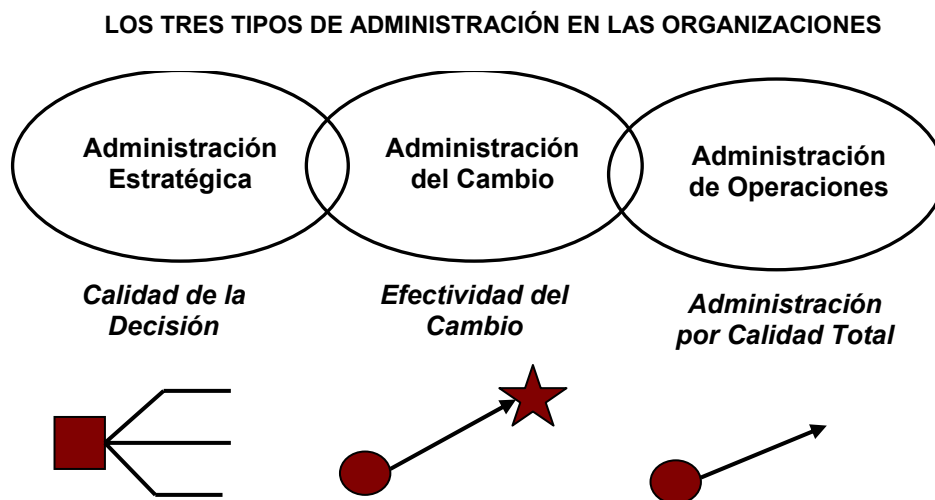 LOS TRES TIPOS DE ADMINISTRACIÓN EN LAS ORGANIZACIONES
Administración
Estratégica
Administración
del Cambio
Administración
de Operaciones
Calidad de la
Decisión
Efectividad del
Cambio
Administración
por Calidad Total